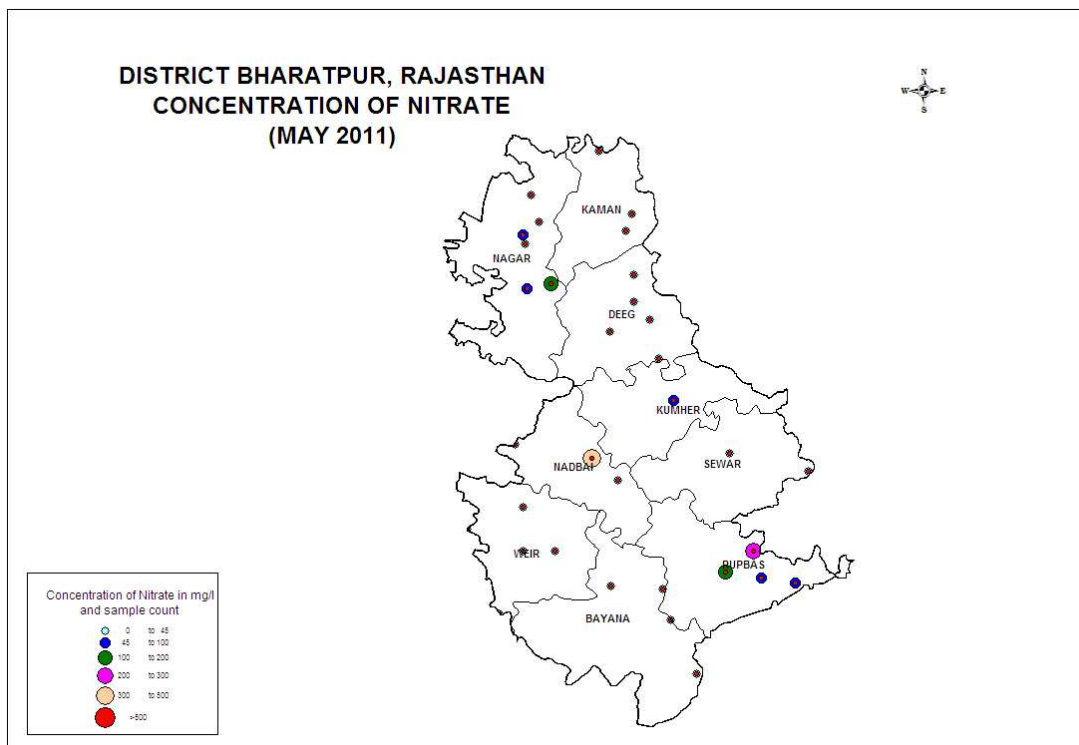 DISTRICT BHARATPUR, RAJASTHAN
CONCENTRATION OF NITRATE
(MAY 2011)
N
W E
S
KAMAN
NAGAR
DEEG
KUMHER
NADBAI
SEWAR
WEIR
RUPBAS
BAYANA
Concentration of Nitrate in mg/l
and sample count
0 to 45
45 to 100
100 to 200
200 to 300
300 to 500
>500